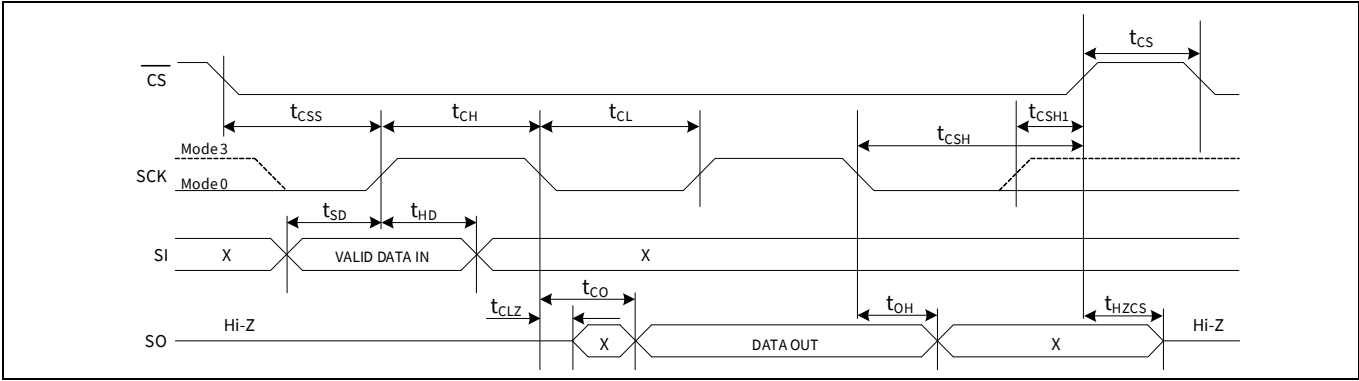 tCS
CS
tCSS
tCH
tCL
tCSH
tCSH1
Mode 3
SCK
Mode 0
tSD
tHD
SI
X
VALID DATA IN
X
tCO
tCLZ
tOH
tHZCS
Hi-Z
Hi-Z
SO
X
DATA OUT
X